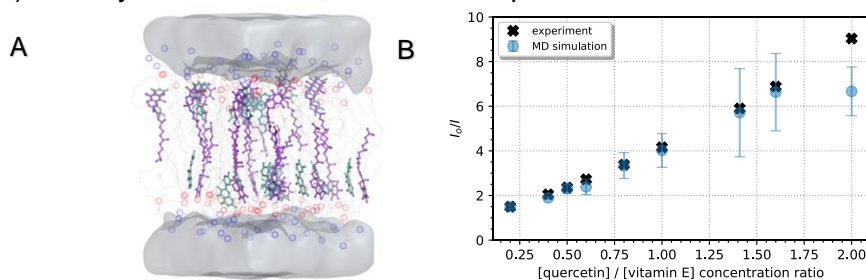 A
B
experiment
MD simulation
I₀/I
10
8
6
4
2
0
0.25 0.50 0.75 1.00 1.25 1.50 1.75 2.00
[quercetin] / [vitamin E] concentration ratio